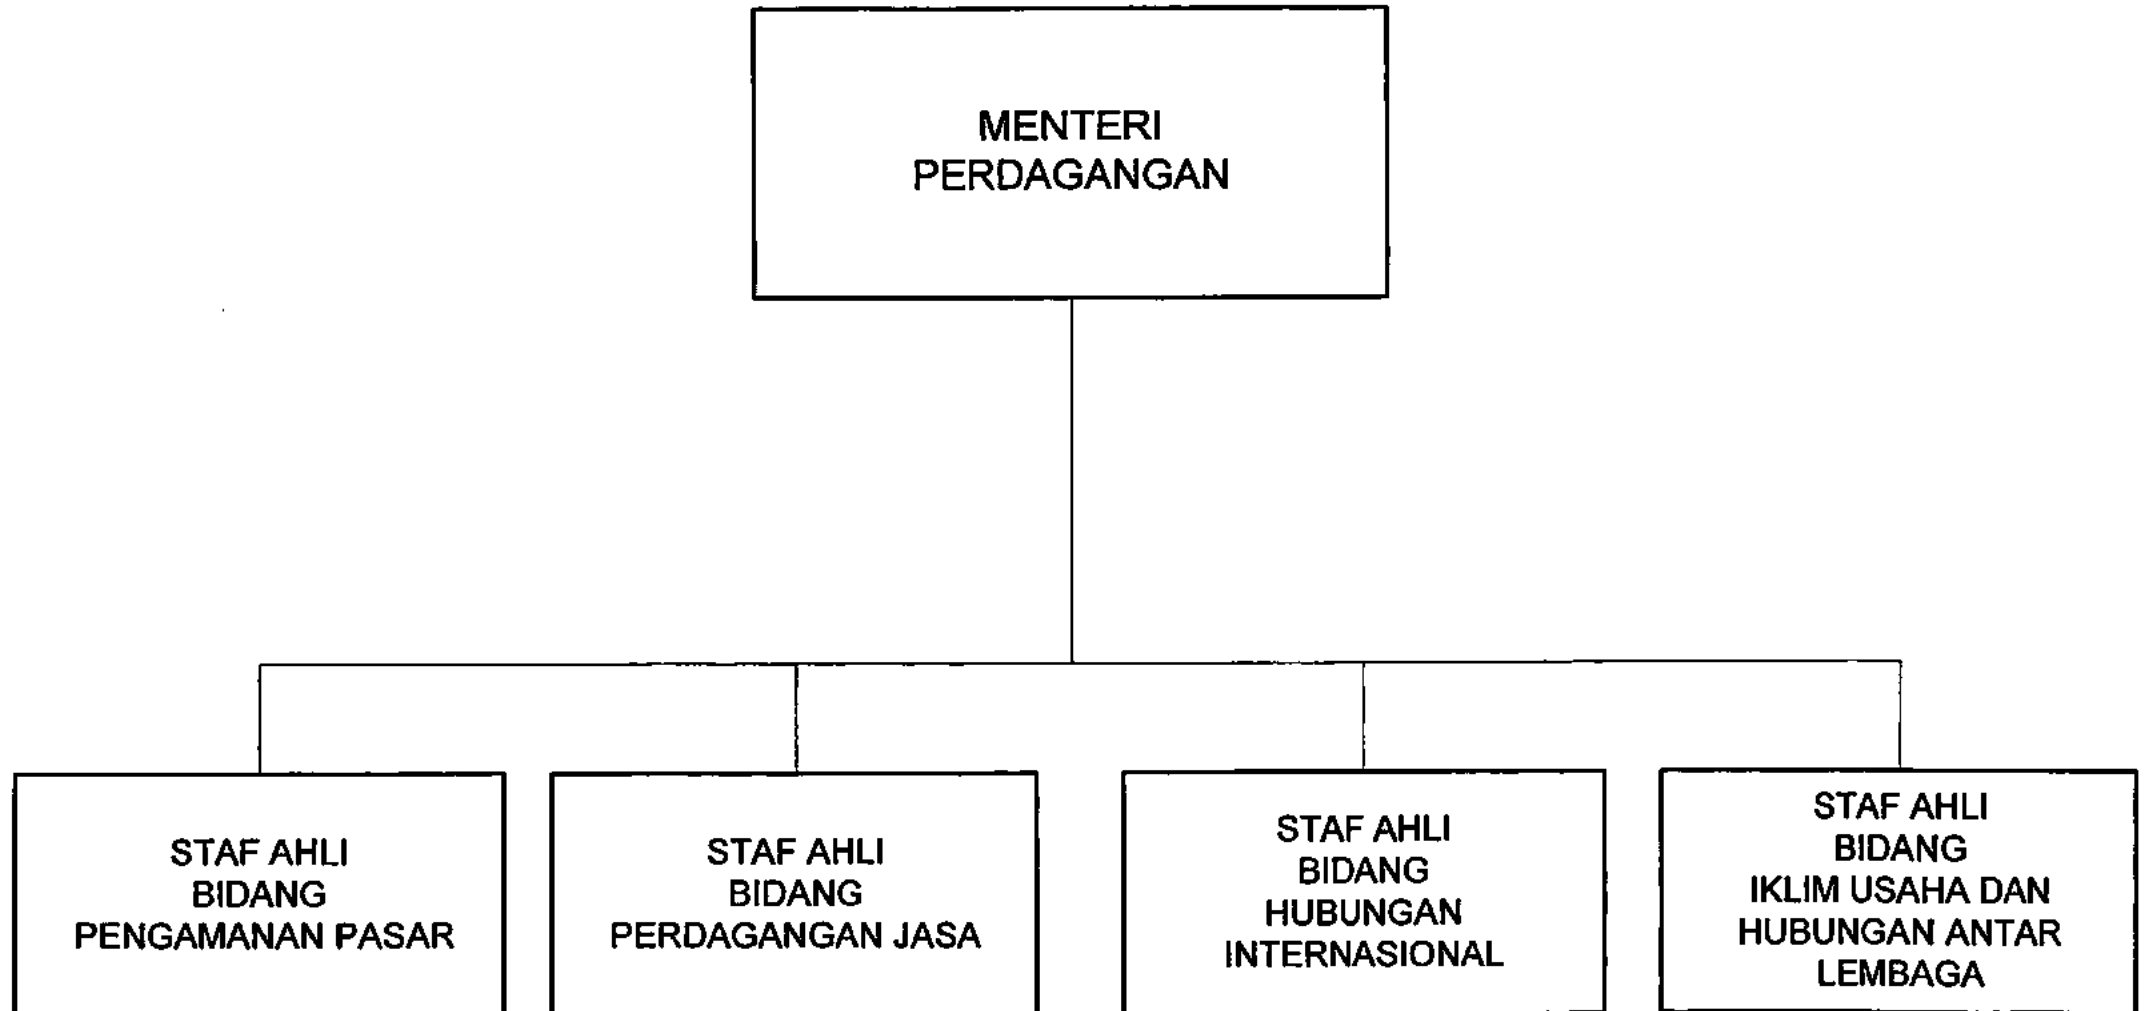 MENTERI
PERDAGANGAN
STAF AHLI
BIDANG
PENGAMANAN PASAR
STAF AHLI
BIDANG
PERDAGANGAN JASA
STAF AHLI
BIDANG
HUBUNGAN
INTERNASIONAL
STAF AHLI
BIDANG
IKLIM USAHA DAN
HUBUNGAN ANTAR
LEMBAGA